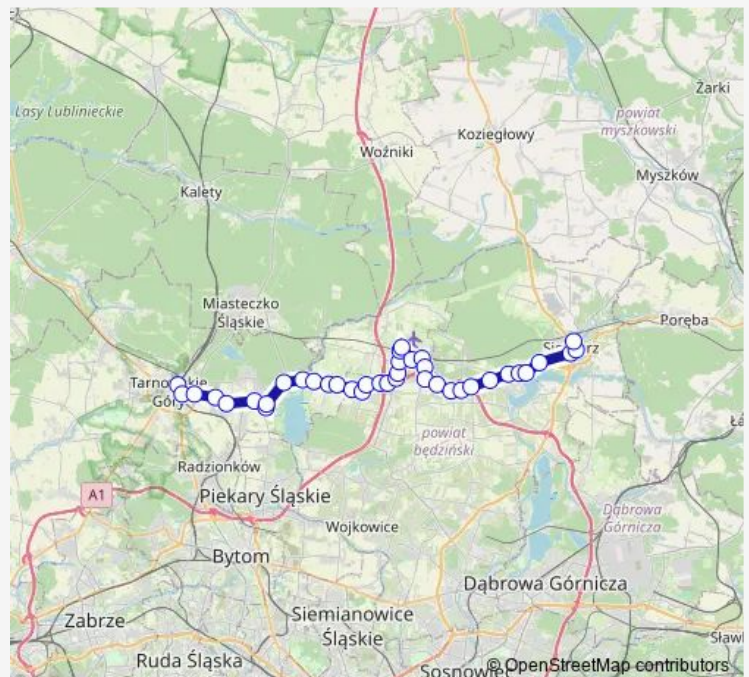 Żarki
Lasy Lublinieckie
powiat
myszkowski
Koziegłowy
Woźniki
Myszków
Kalety
Miasteczko
Śląskie
Poręba
Tarnowskie
Góry
powiat
będziński
Radzionków
A1
Piekary Śląskie
Wojkowice
Dąbrowa
Górnicza
Bytom
Dąbrowa Górnicza
Zabrze
Siemianowice
Śląskie
Ruda Śląska
© OpenStreetMap contributors